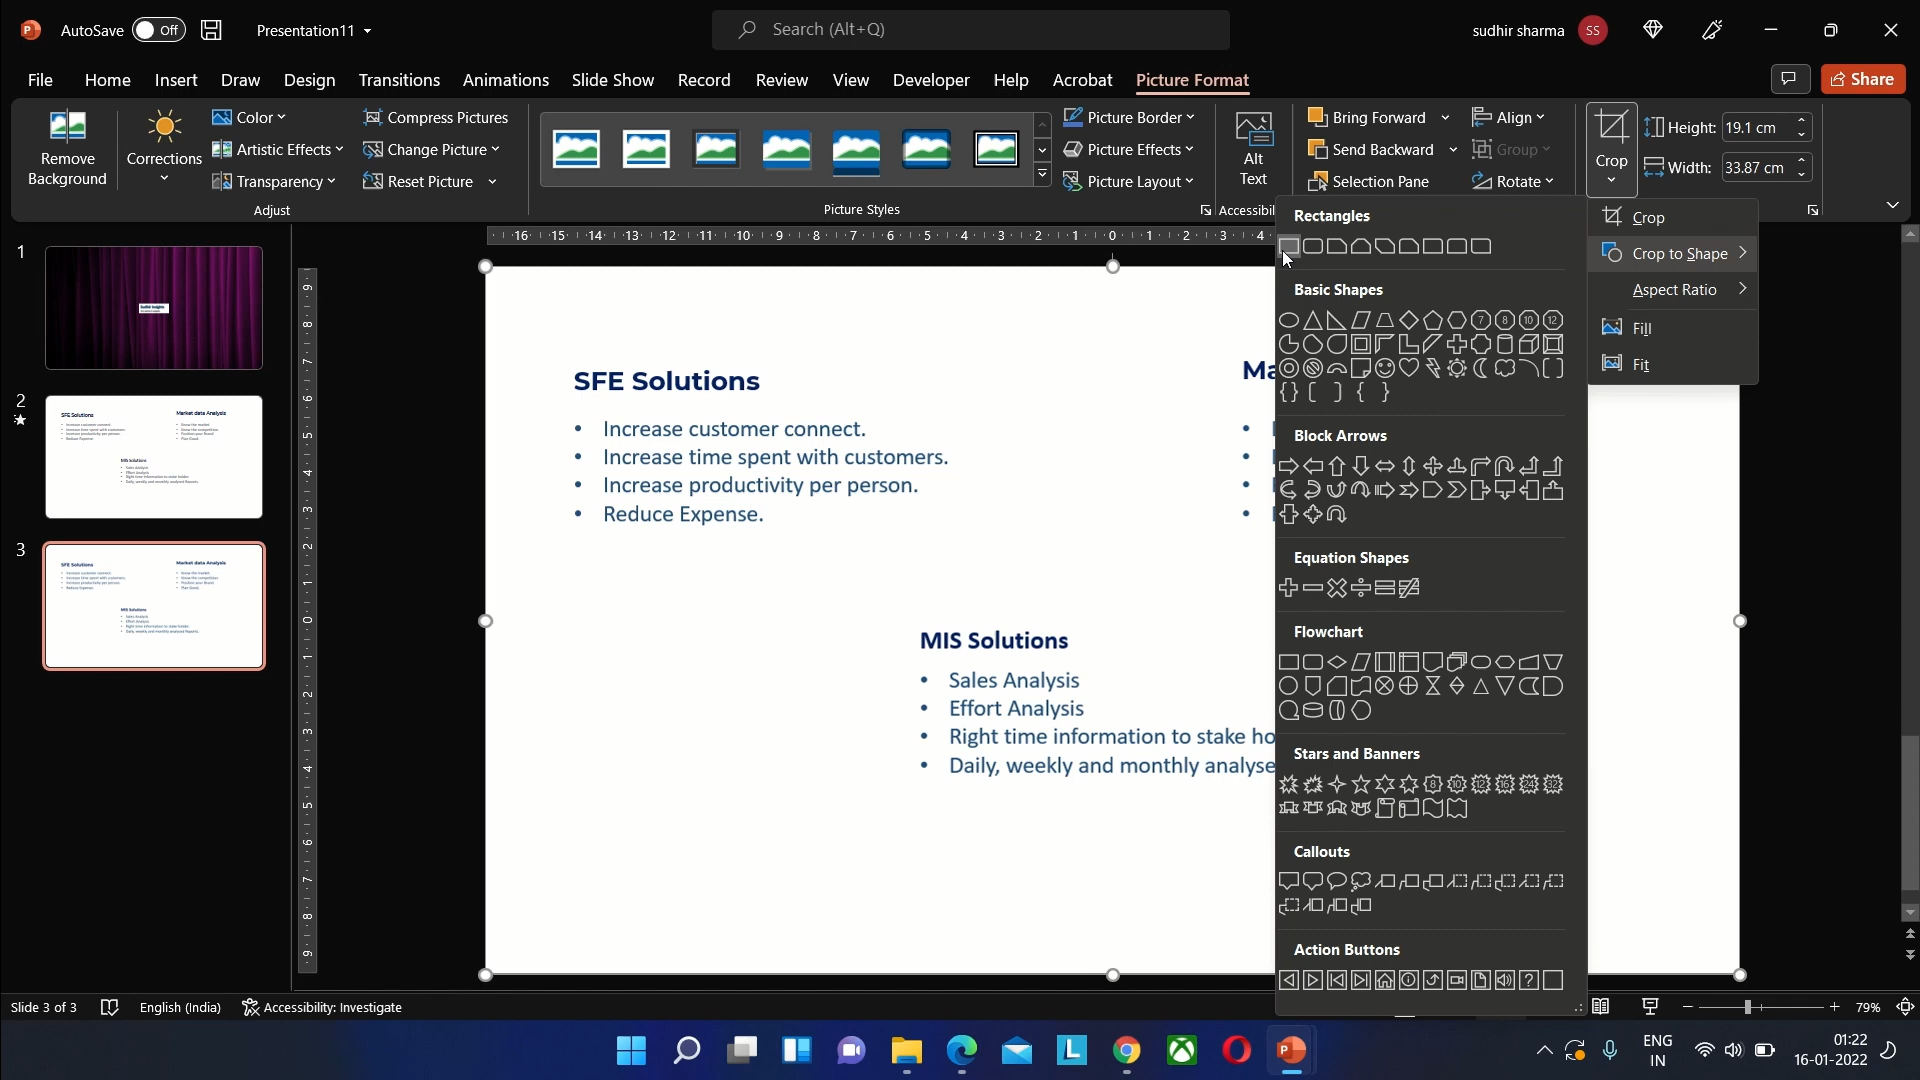 AutoSave Off Presentation11 Search (Alt+Q) sudhir sharma SS
File Home Insert Draw Design Transitions Animations Slide Show Record Review View Developer Help Acrobat Picture Format Share
Remove Background
Corrections
Color
Artistic Effects
Transparency
Compress Pictures
Change Picture
Reset Picture
Adjust
Picture Styles
Picture Border
Picture Effects
Picture Layout
Alt Text
Accessibil
Bring Forward
Send Backward
Selection Pane
Align
Group
Rotate
Crop
Height: 19.1 cm
Width: 33.87 cm
Crop
Crop to Shape
Aspect Ratio
Fill
Fit
Rectangles
Basic Shapes
Block Arrows
Equation Shapes
Flowchart
Stars and Banners
Callouts
Action Buttons
1
2
3
SFE Solutions
• Increase customer connect.
• Increase time spent with customers.
• Increase productivity per person.
• Reduce Expense.
Ma
MIS Solutions
• Sales Analysis
• Effort Analysis
• Right time information to stake ho
• Daily, weekly and monthly analyse
Slide 3 of 3 English (India) Accessibility: Investigate 79%
ENG
IN
01:22
16-01-2022